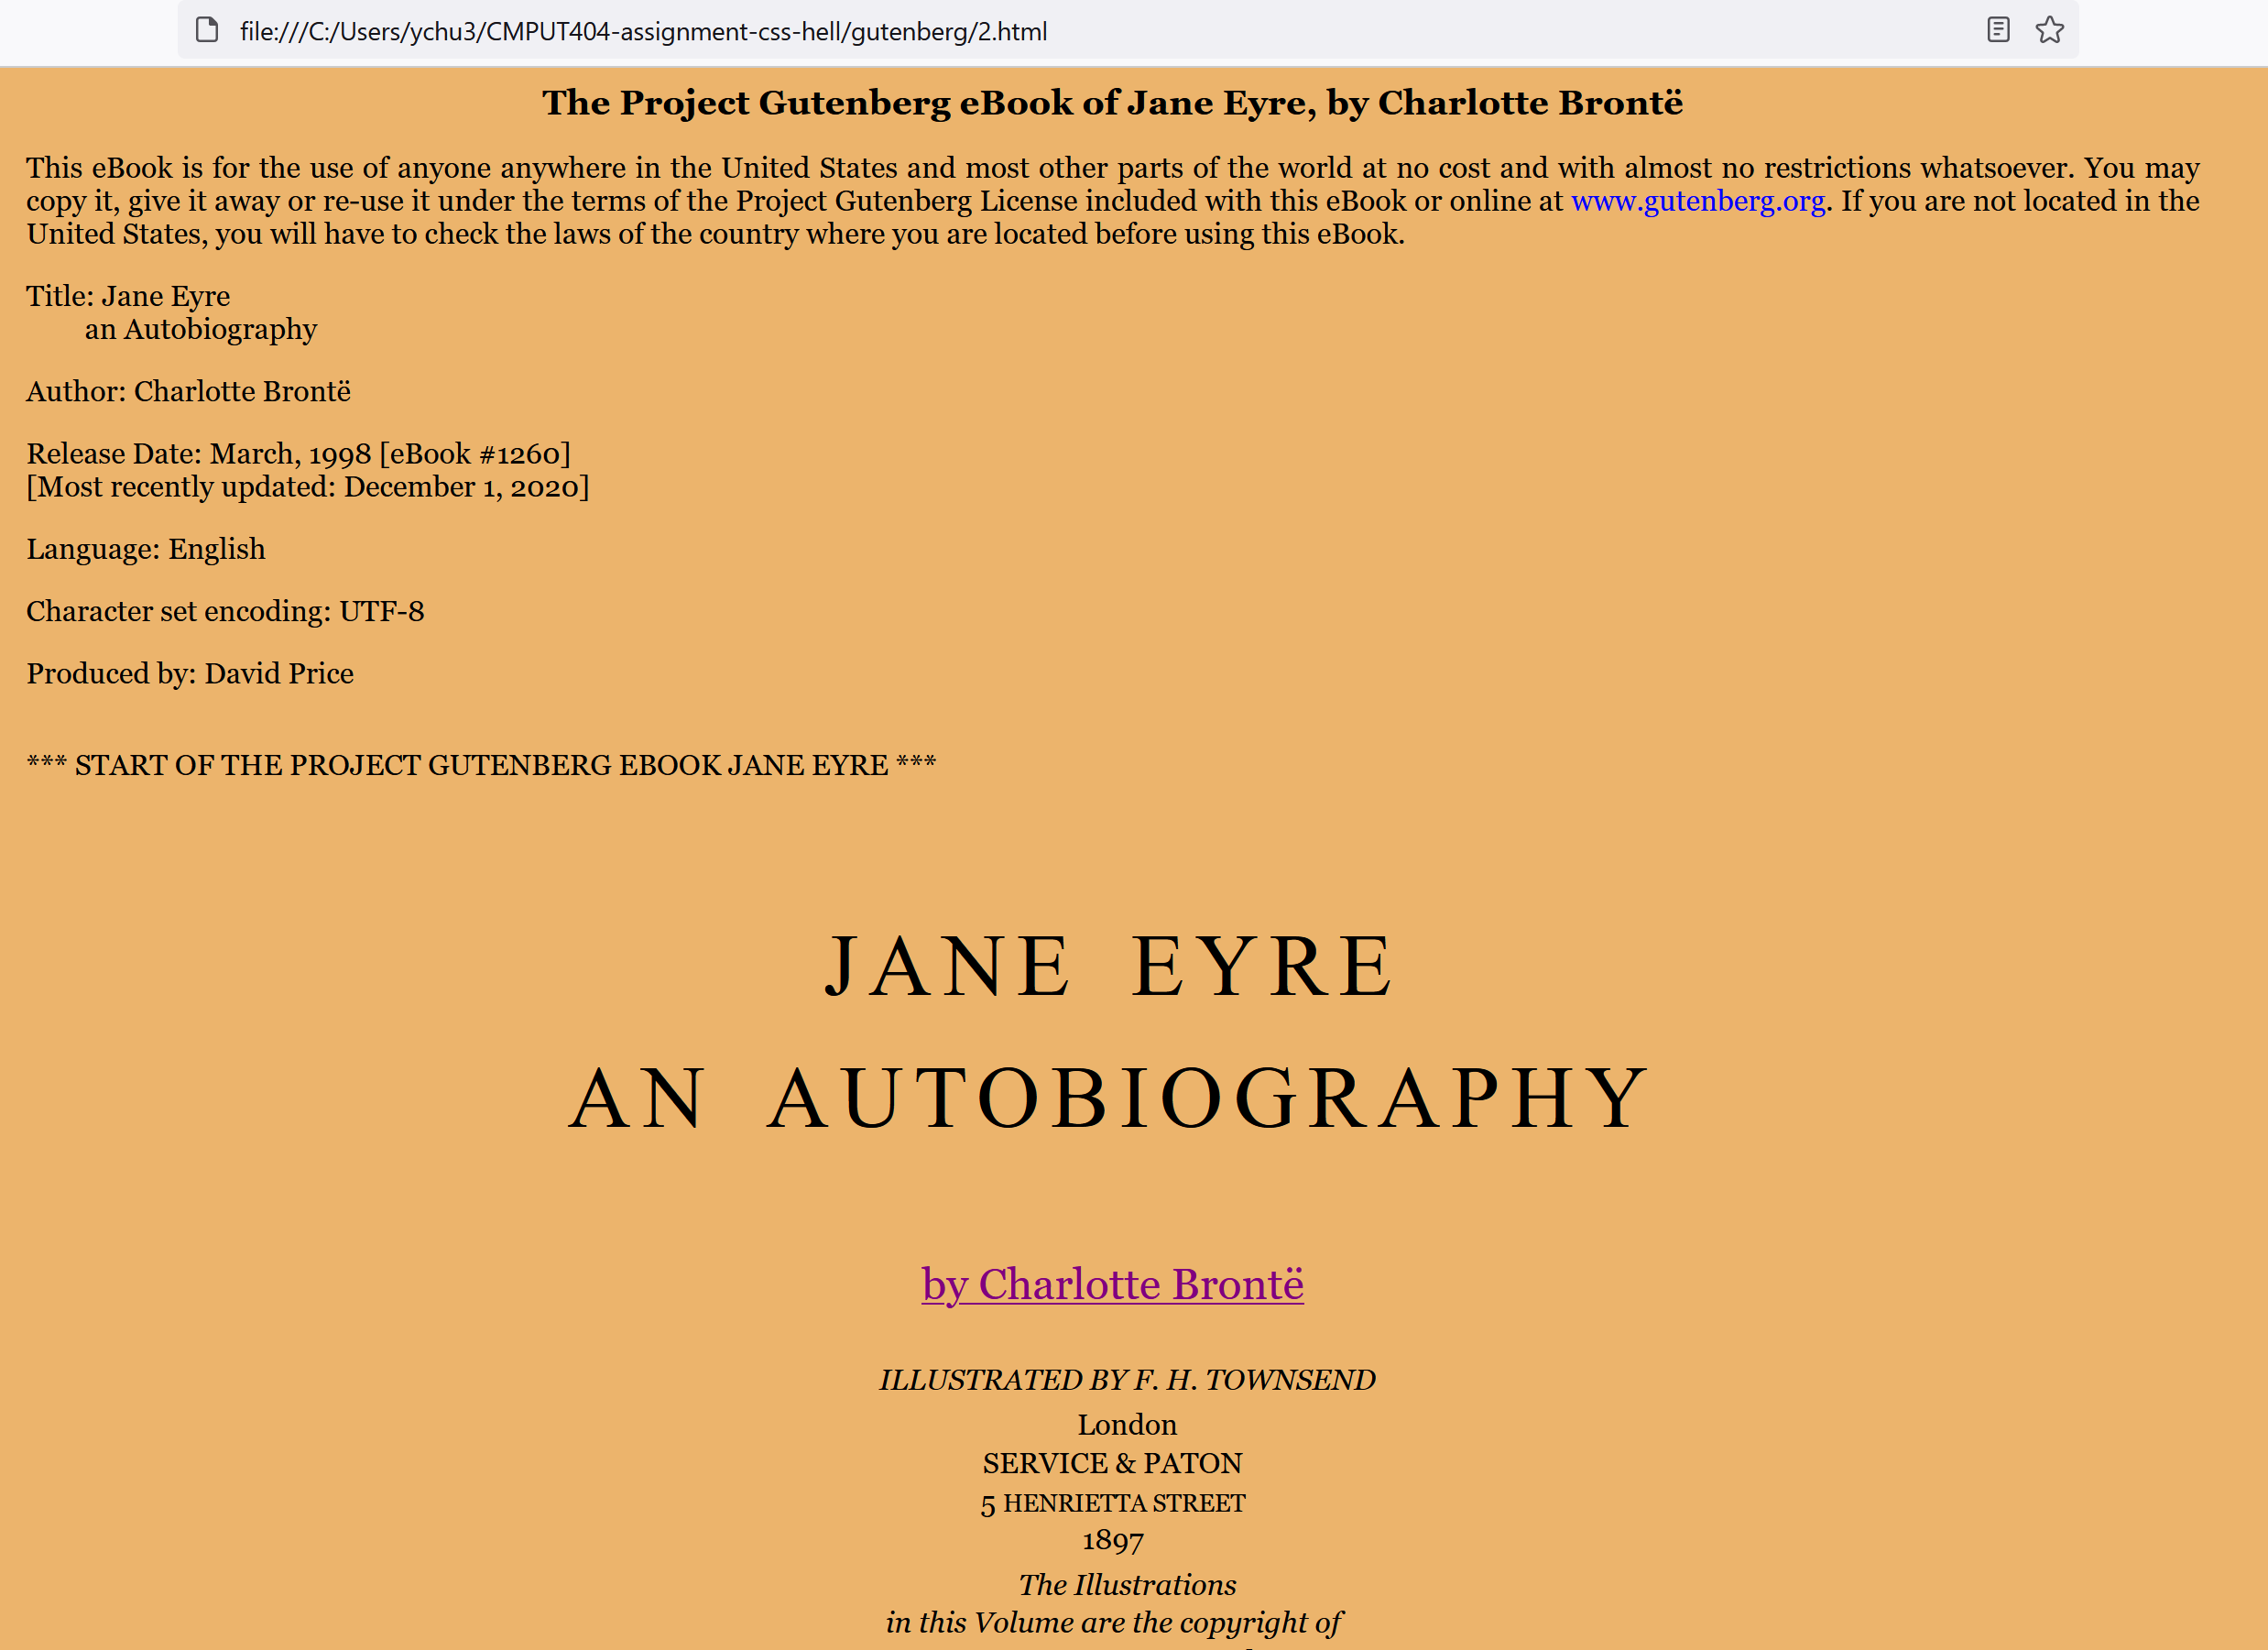 file:///C:/Users/ychu3/CMPUT404-assignment-css-hell/gutenberg/2.html
The Project Gutenberg eBook of Jane Eyre, by Charlotte Brontë
This eBook is for the use of anyone anywhere in the United States and most other parts of the world at no cost and with almost no restrictions whatsoever. You may
copy it, give it away or re-use it under the terms of the Project Gutenberg License included with this eBook or online at www.gutenberg.org. If you are not located in the
United States, you will have to check the laws of the country where you are located before using this eBook.
Title: Jane Eyre
an Autobiography
Author: Charlotte Brontë
Release Date: March, 1998 [eBook #1260]
[Most recently updated: December 1, 2020]
Language: English
Character set encoding: UTF-8
Produced by: David Price
*** START OF THE PROJECT GUTENBERG EBOOK JANE EYRE ***
JANE EYRE
AN AUTOBIOGRAPHY
by Charlotte Brontë
ILLUSTRATED BY F. H. TOWNSEND
London
SERVICE & PATON
5 HENRIETTA STREET
1897
The Illustrations
in this Volume are the copyright of